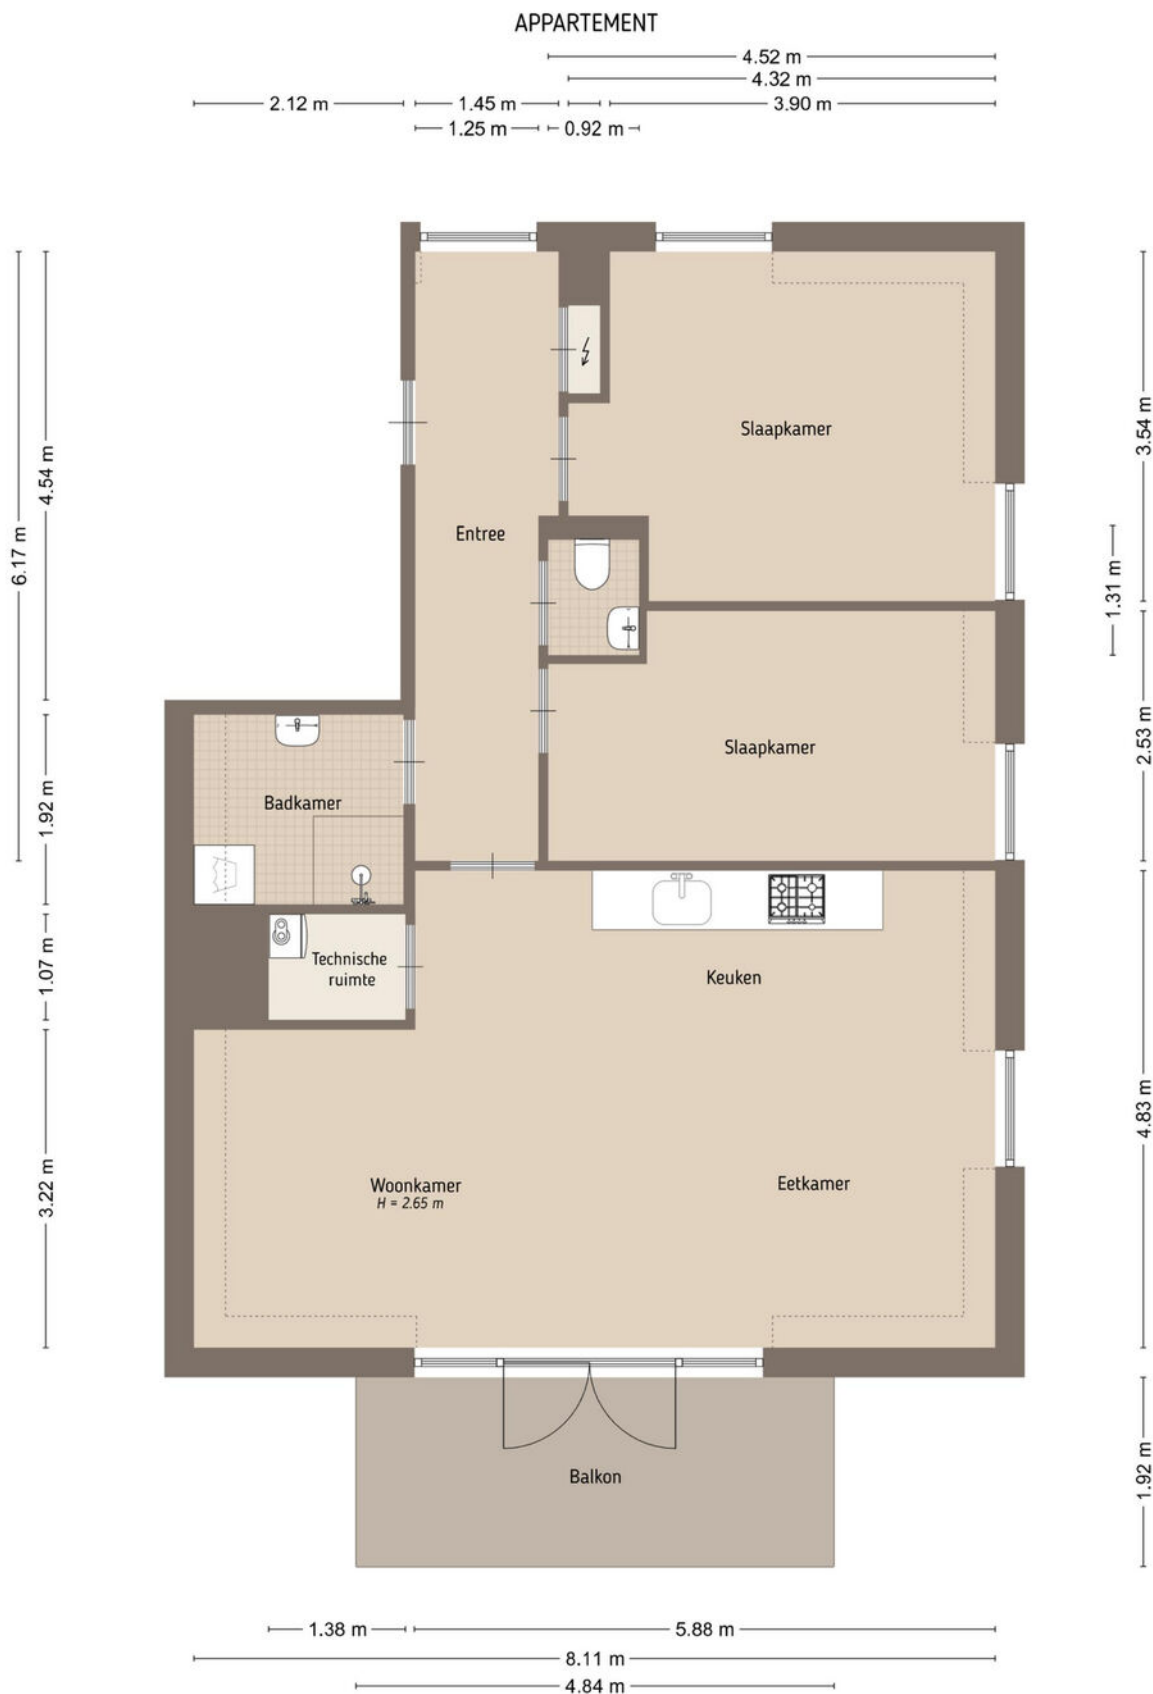 APPARTEMENT
4.52 m
4.32 m
2.12 m
1.45 m
3.90 m
1.25 m
0.92 m
3.54 m
4.54 m
Slaapkamer
Entree
6.17 m
1.31 m
2.53 m
Slaapkamer
1.92 m
Badkamer
Technische
ruimte
1.07 m
Keuken
4.83 m
3.22 m
Woonkamer
H = 2.65 m
Eetkamer
Balkon
1.92 m
1.38 m
5.88 m
8.11 m
4.84 m